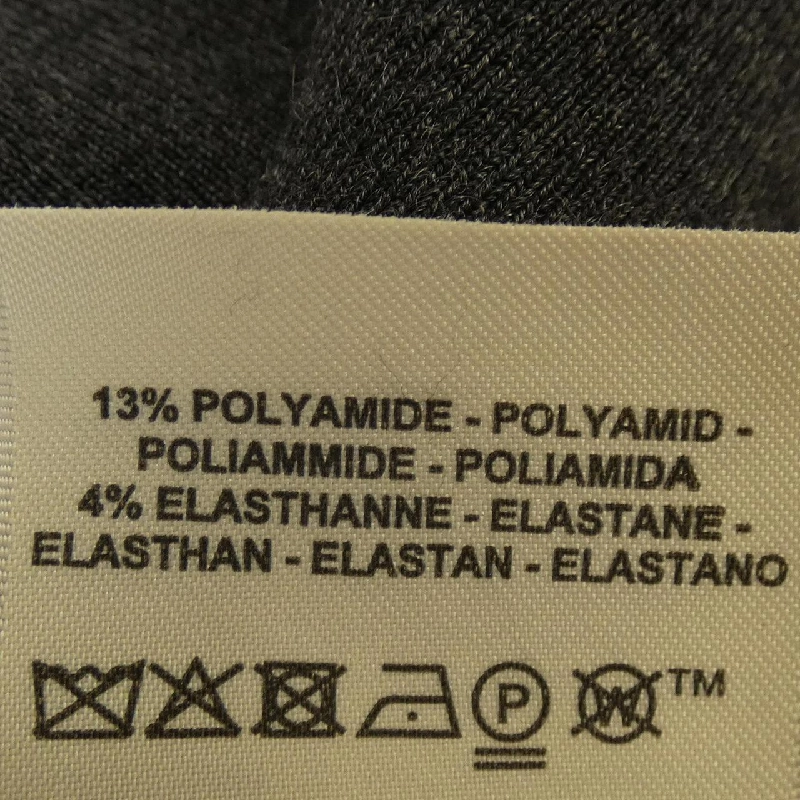 13% POLYAMIDE - POLYAMID -
POLIAMMIDE - POLIAMIDA
4% ELASTHANNE - ELASTANE -
ELASTHAN - ELASTAN - ELASTANO
P W TM